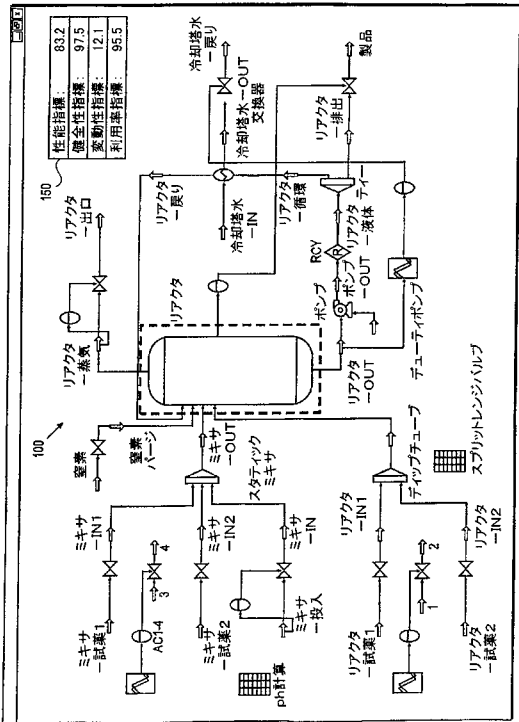 150
性能指標: 83.2
健全性指標: 97.5
変動性指標: 12.1
利用率指標: 95.5
100
窒素
窒素
パージ
リアクタ
ー蒸気
リアクタ
ー出口
リアクタ
ー戻り
冷却塔水
ー戻り
冷却塔水ーOUT
交換器
冷却塔水
ーIN
リアクタ
リアクタ
ー循環
リアクタ
ー排出
製品
ティー
リアクタ
ー液体
RCY
R
ポンプ
ーOUT
ポンプ
リアクタ
ーOUT
デューティポンプ
ミキサ
ー試薬1
ミキサ
ーIN1
AC1-4
3
4
ミキサ
ー試薬2
ミキサ
ーIN2
ミキサ
ーOUT
スタティック
ミキサ
ミキサ
ー投入
ミキサ
ーIN
ph計算
リアクタ
ー試薬1
リアクタ
ーIN1
1
2
リアクタ
ー試薬2
リアクタ
ーIN2
ディップチューブ
スプリットレンジバルブ